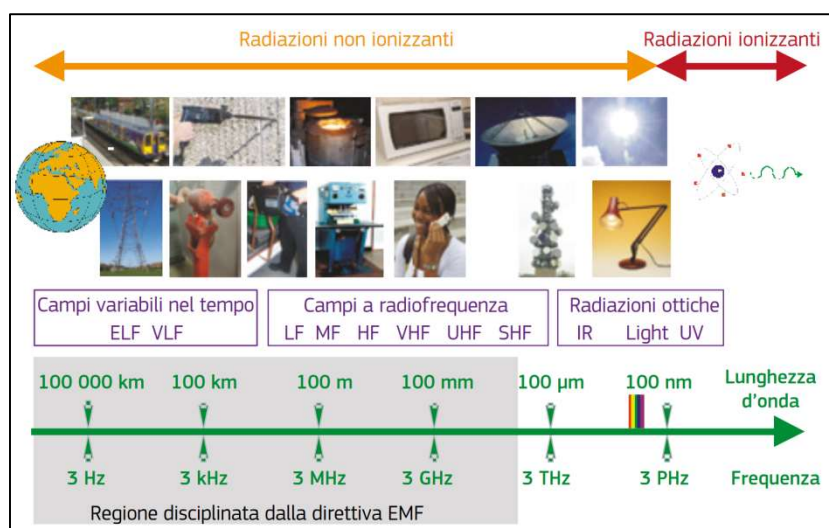 Radiazioni non ionizzanti
Radiazioni ionizzanti
Campi variabili nel tempo
ELF VLF
Campi a radiofrequenza
LF MF HF VHF UHF SHF
Radiazioni ottiche
IR Light UV
100 000 km 100 km 100 m 100 mm 100 µm 100 nm
Lunghezza
d'onda
3 Hz 3 kHz 3 MHz 3 GHz 3 THz 3 PHz
Frequenza
Regione disciplinata dalla direttiva EMF